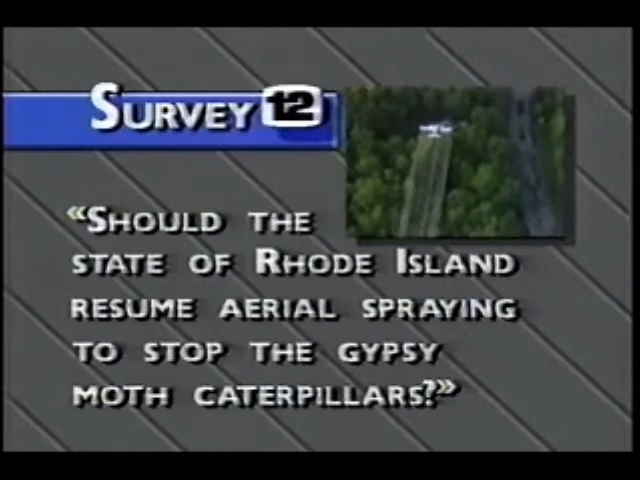 SURVEY 12
“SHOULD THE
STATE OF RHODE ISLAND
RESUME AERIAL SPRAYING
TO STOP THE GYPSY
MOTH CATERPILLARS?”